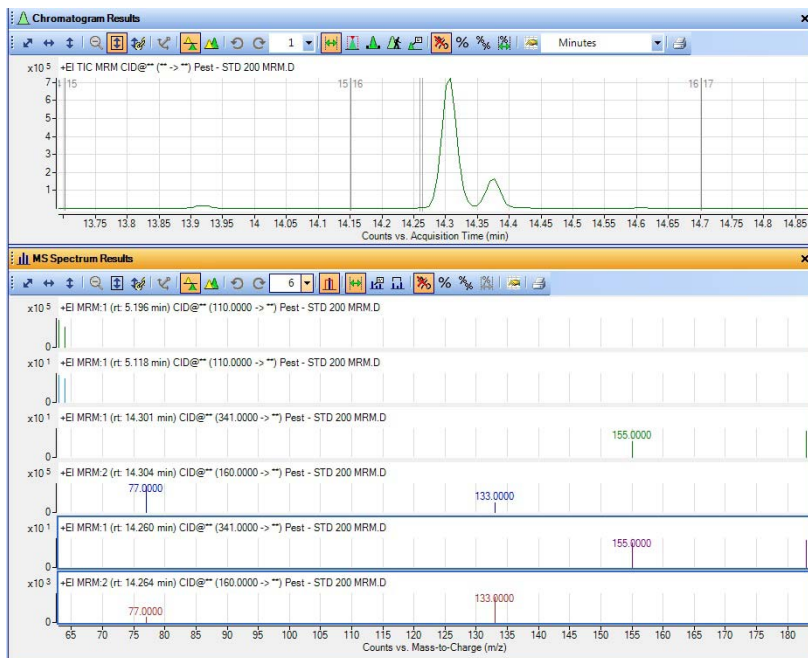 Chromatogram Results
1 % % Minutes
x10 5 +EI TIC MRM CID@** (** -> **) Pest - STD 200 MRM.D
15 15 16 16 17
7
6
5
4
3
2
1
13.75 13.8 13.85 13.9 13.95 14 14.05 14.1 14.15 14.2 14.25 14.3 14.35 14.4 14.45 14.5 14.55 14.6 14.65 14.7 14.75 14.8 14.85
Counts vs. Acquisition Time (min)
MS Spectrum Results
6 % %
x10 5 +EI MRM:1 (rt: 5.196 min) CID@** (110.0000 -> **) Pest - STD 200 MRM.D
0
x10 1 +EI MRM:1 (rt: 5.118 min) CID@** (110.0000 -> **) Pest - STD 200 MRM.D
0
x10 1 +EI MRM:1 (rt: 14.301 min) CID@** (341.0000 -> **) Pest - STD 200 MRM.D
155.0000
0
x10 5 +EI MRM:2 (rt: 14.304 min) CID@** (160.0000 -> **) Pest - STD 200 MRM.D
77.0000 133.0000
0
x10 1 +EI MRM:1 (rt: 14.260 min) CID@** (341.0000 -> **) Pest - STD 200 MRM.D
155.0000
0
x10 3 +EI MRM:2 (rt: 14.264 min) CID@** (160.0000 -> **) Pest - STD 200 MRM.D
77.0000 133.0000
0
65 70 75 80 85 90 95 100 105 110 115 120 125 130 135 140 145 150 155 160 165 170 175 180
Counts vs. Mass-to-Charge (m/z)